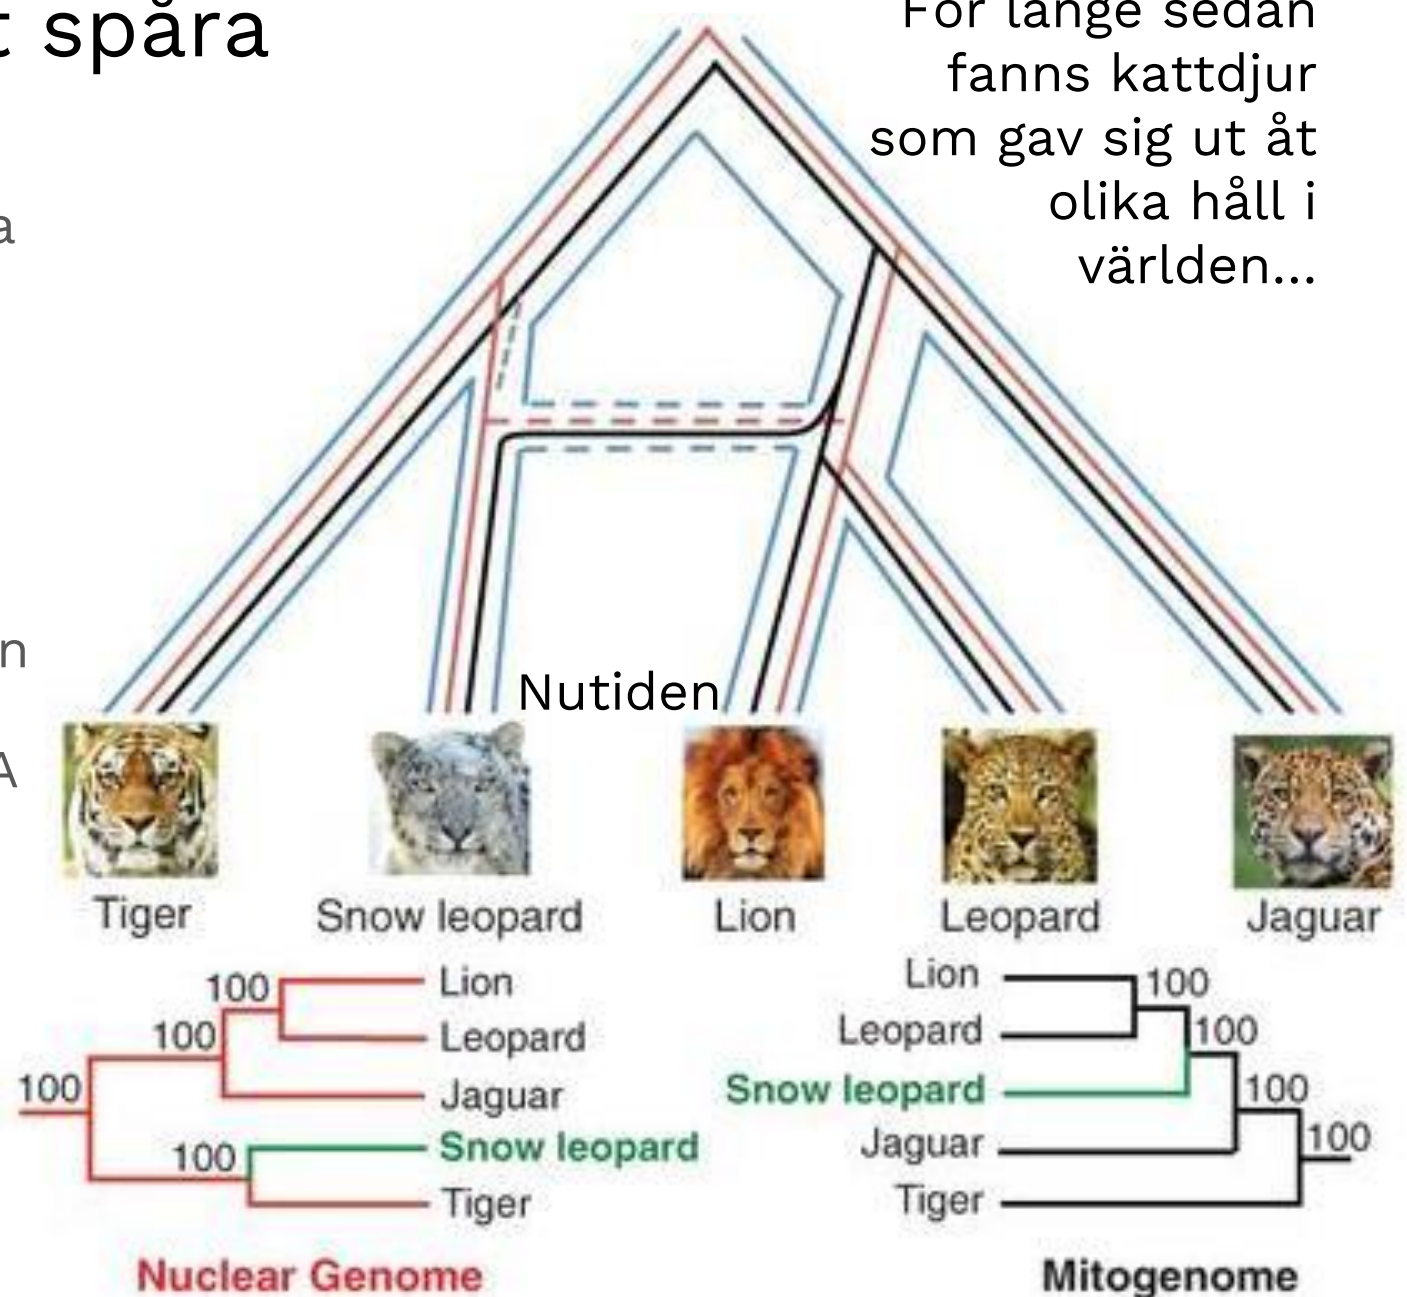 t spåra
För länge sedan
fanns kattdjur
som gav sig ut åt
olika håll i
världen...
a
n
A
Nutiden
Tiger
Snow leopard
Lion
Leopard
Jaguar
100
Lion
100
Leopard
100
Jaguar
100
Snow leopard
Tiger
Nuclear Genome
Lion
100
Leopard
100
Snow leopard
100
Jaguar
100
Tiger
Mitogenome